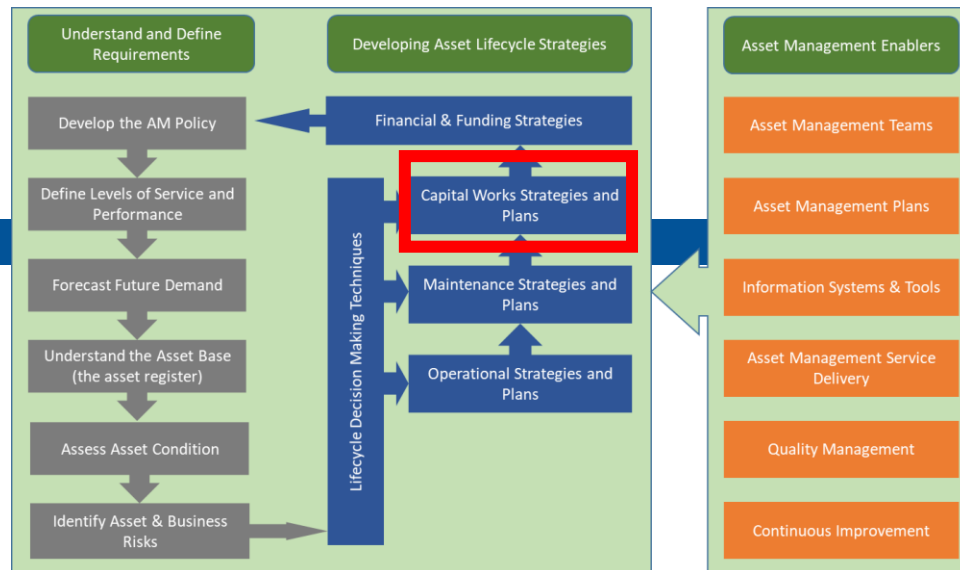 Understand and Define
Requirements
Developing Asset Lifecycle Strategies
Asset Management Enablers
Develop the AM Policy
Define Levels of Service and
Performance
Forecast Future Demand
Understand the Asset Base
(the asset register)
Assess Asset Condition
Identify Asset & Business
Risks
Lifecycle Decision Making Techniques
Financial & Funding Strategies
Capital Works Strategies and
Plans
Maintenance Strategies and
Plans
Operational Strategies and
Plans
Asset Management Teams
Asset Management Plans
Information Systems & Tools
Asset Management Service
Delivery
Quality Management
Continuous Improvement